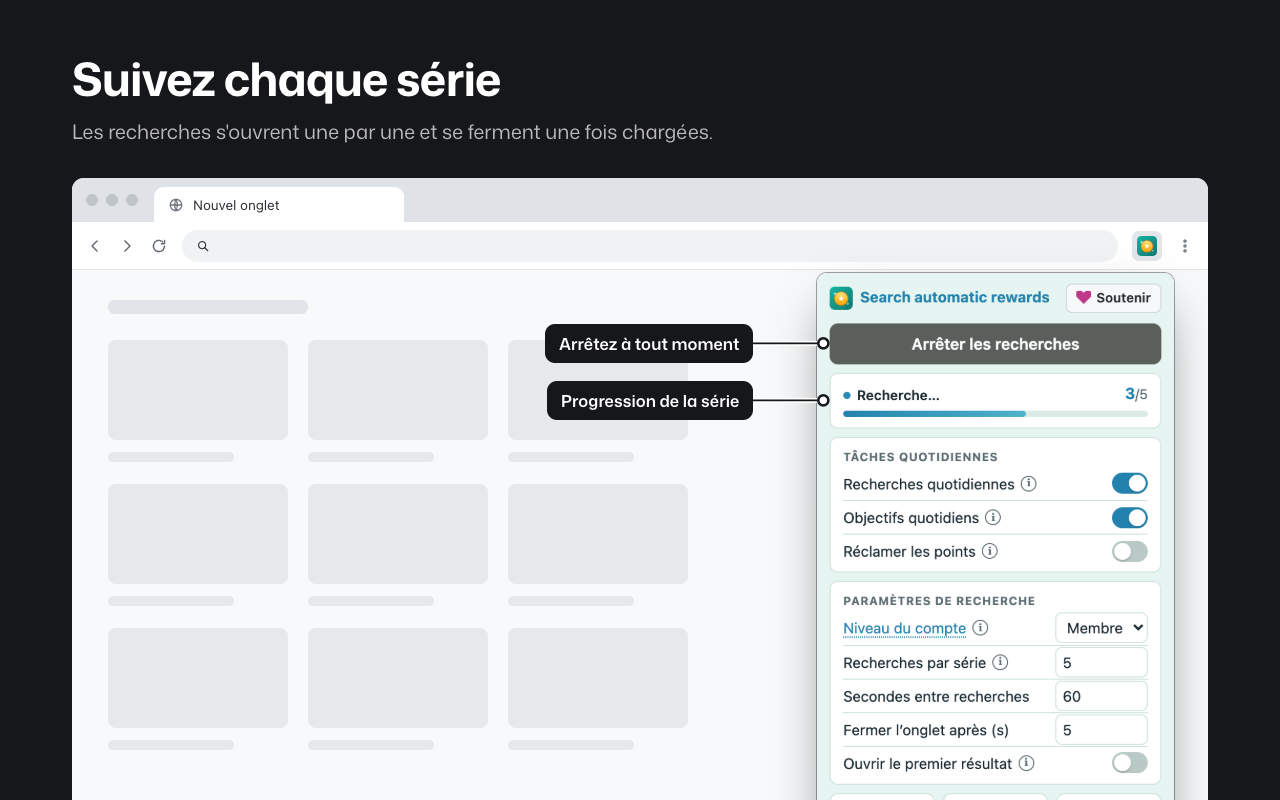 Suivez chaque série
Les recherches s'ouvrent une par une et se ferment une fois chargées.
Nouvel onglet
Search automatic rewards
Soutenir
Arrêtez à tout moment
Arrêter les recherches
Progression de la série
Recherche...
3/5
TÂCHES QUOTIDIENNES
Recherches quotidiennes
Objectifs quotidiens
Réclamer les points
PARAMÈTRES DE RECHERCHE
Niveau du compte
Membre
Recherches par série
5
Secondes entre recherches
60
Fermer l’onglet après (s)
5
Ouvrir le premier résultat